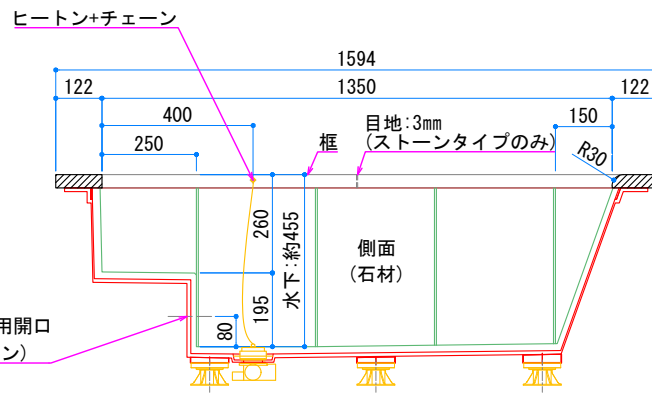 ヒートン+チェーン
1594
122
1350
122
400
150
目地:3mm
(ストーンタイプのみ)
框
250
R30
260
水下:約455
側面
(石材)
195
80
用開口
ン)